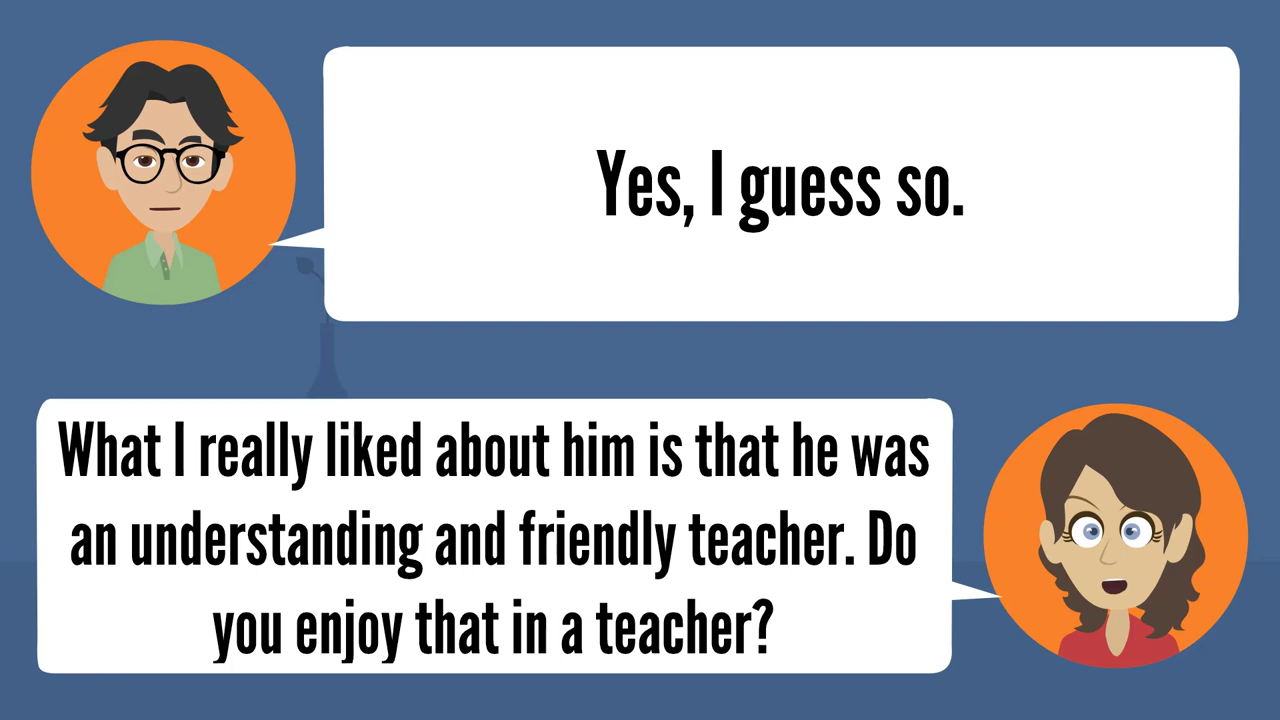 Yes, I guess so.
What I really liked about him is that he was
an understanding and friendly teacher. Do
you enjoy that in a teacher?